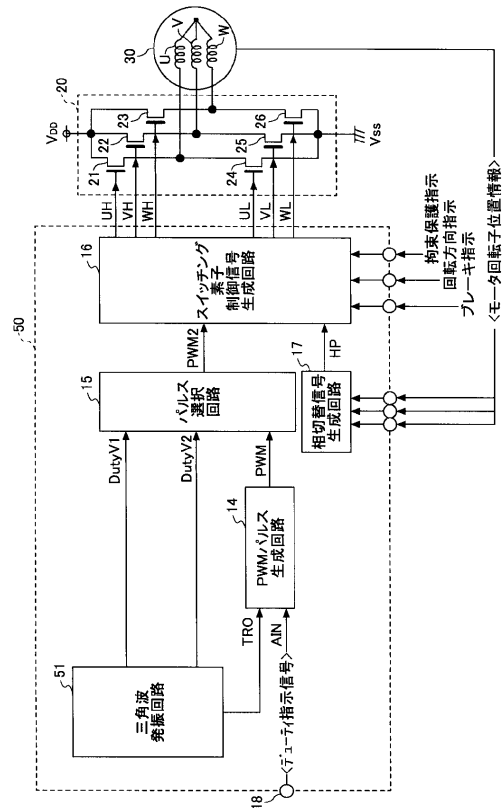 50
51
三角波
発振回路
DutyV1
DutyV2
TRO
AIN
<デューティ指示信号>
18
14
PWMパルス
生成回路
PWM
15
パルス
選択
回路
PWM2
17
相切替信号
生成回路
HP
16
スイッチング
素子
制御信号
生成回路
UH
VH
WH
UL
VL
WL
拘束保護指示
回転方向指示
ブレーキ指示
<モータ回転子位置情報>
20
VDD
21
22
23
24
25
26
Vss
30
U
V
W